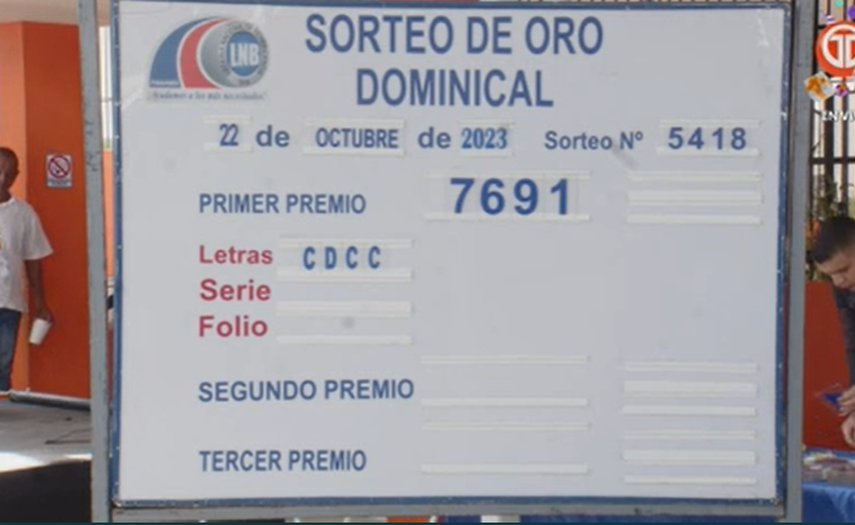 LNB
SORTEO DE ORO
DOMINICAL
22 de OCTUBRE de 2023 Sorteo Nº 5418
PRIMER PREMIO 7691
Letras CDCC
Serie
Folio
SEGUNDO PREMIO
TERCER PREMIO